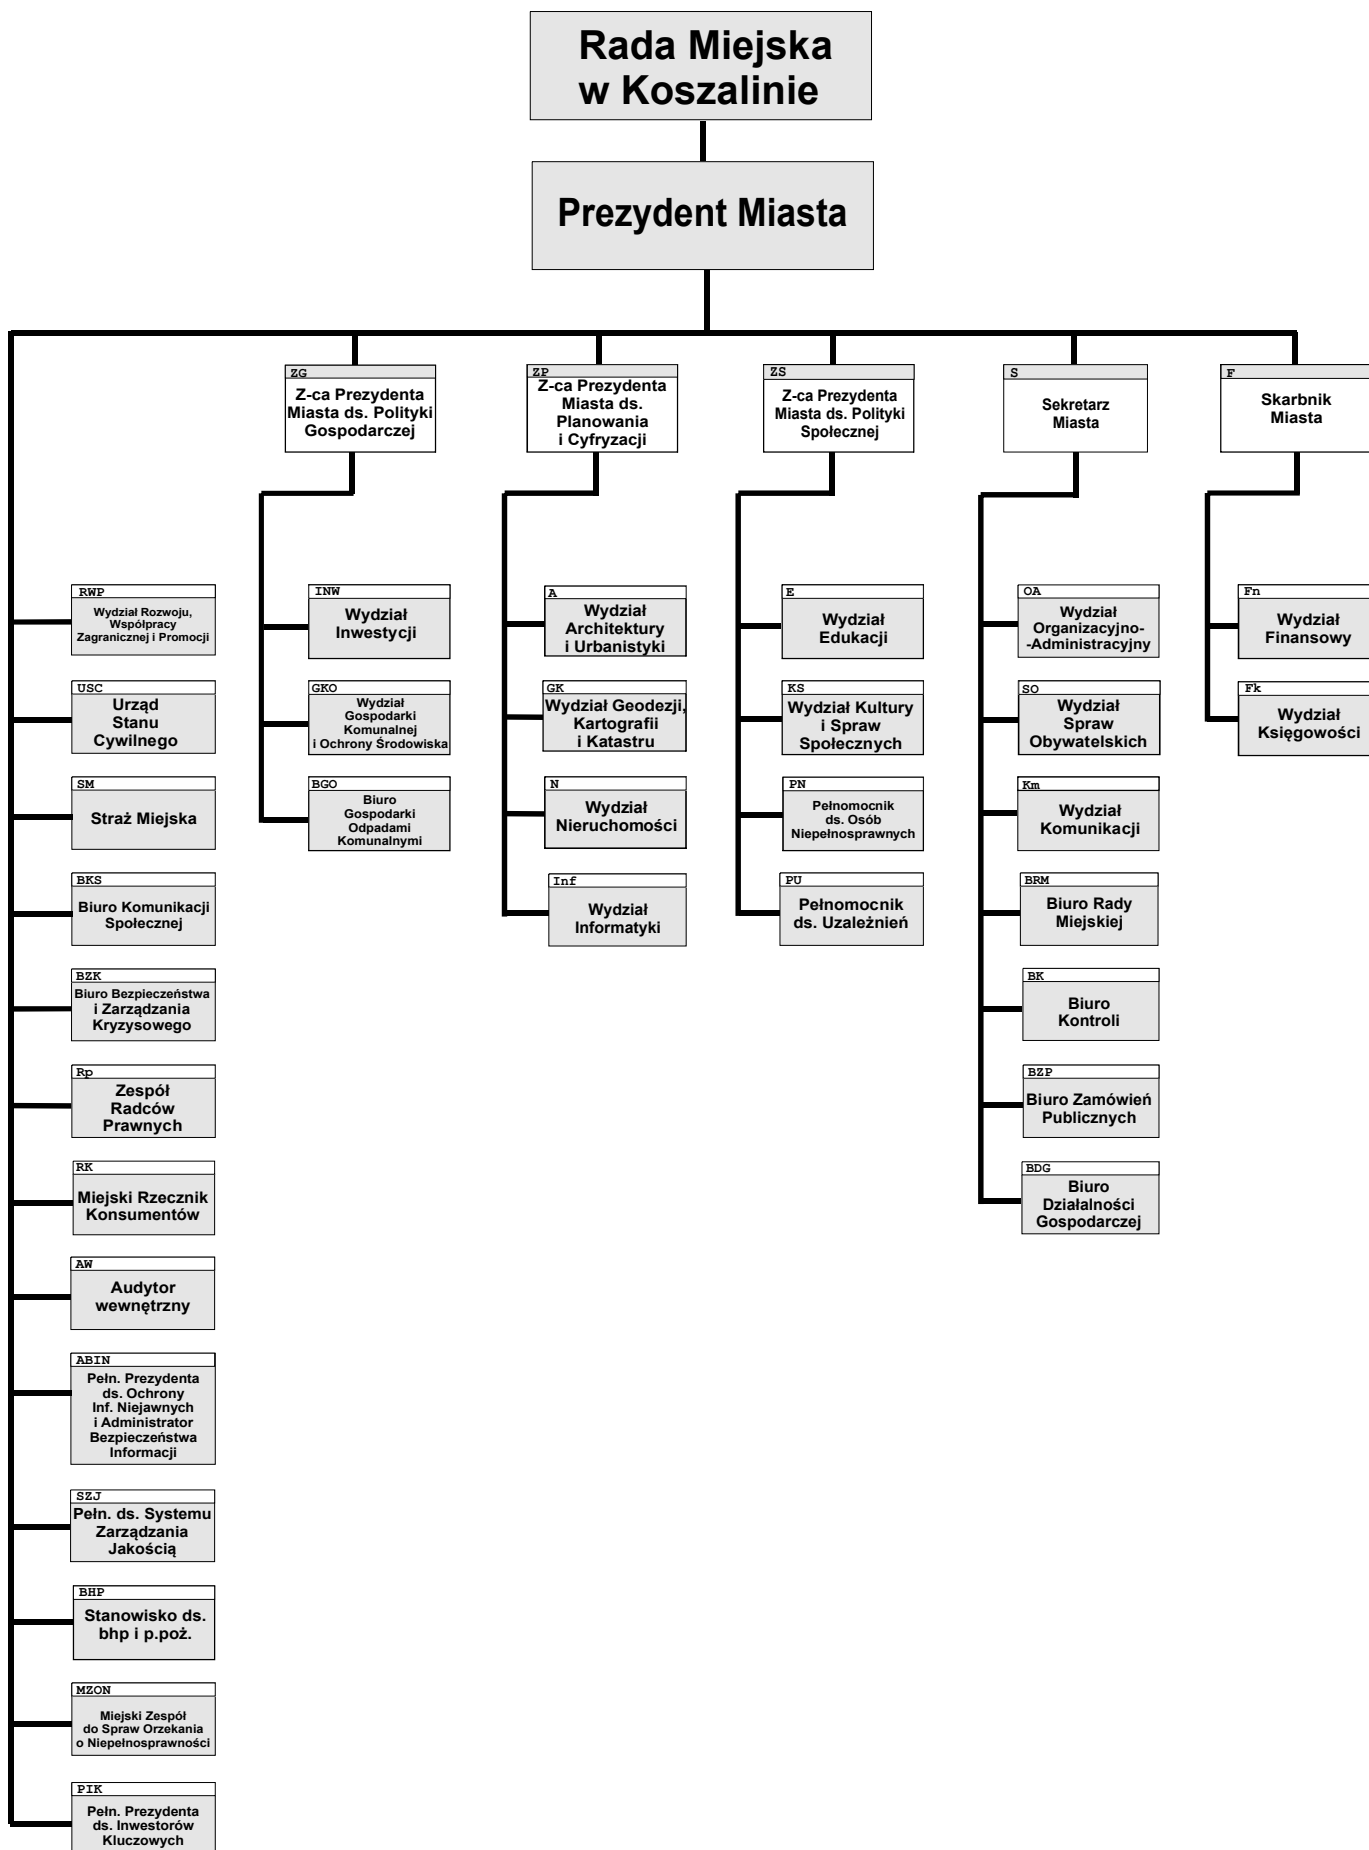 Rada Miejska
w Koszalinie
Prezydent Miasta
ZG
Z-ca Prezydenta
Miasta ds. Polityki
Gospodarczej
ZP
Z-ca Prezydenta
Miasta ds.
Planowania
i Cyfryzacji
ZS
Z-ca Prezydenta
Miasta ds. Polityki
Społecznej
S
Sekretarz
Miasta
F
Skarbnik
Miasta
RWP
Wydział Rozwoju,
Współpracy
Zagranicznej i Promocji
USC
Urząd
Stanu
Cywilnego
SM
Straż Miejska
BKS
Biuro Komunikacji
Społecznej
BZK
Biuro Bezpieczeństwa
i Zarządzania
Kryzysowego
Rp
Zespół
Radców
Prawnych
RK
Miejski Rzecznik
Konsumentów
AW
Audytor
wewnętrzny
ABIN
Pełn. Prezydenta
ds. Ochrony
Inf. Niejawnych
i Administrator
Bezpieczeństwa
Informacji
SZJ
Pełn. ds. Systemu
Zarządzania
Jakością
BHP
Stanowisko ds.
bhp i p.poż.
MZON
Miejski Zespół
do Spraw Orzekania
o Niepełnosprawności
PIK
Pełn. Prezydenta
ds. Inwestorów
Kluczowych
INW
Wydział
Inwestycji
GKO
Wydział
Gospodarki
Komunalnej
i Ochrony Środowiska
BGO
Biuro
Gospodarki
Odpadami
Komunalnymi
A
Wydział
Architektury
i Urbanistyki
GK
Wydział Geodezji,
Kartografii
i Katastru
N
Wydział
Nieruchomości
Inf
Wydział
Informatyki
E
Wydział
Edukacji
KS
Wydział Kultury
i Spraw
Społecznych
PN
Pełnomocnik
ds. Osób
Niepełnosprawnych
PU
Pełnomocnik
ds. Uzależnień
OA
Wydział
Organizacyjno-
-Administracyjny
SO
Wydział
Spraw
Obywatelskich
Km
Wydział
Komunikacji
BRM
Biuro Rady
Miejskiej
BK
Biuro
Kontroli
BZP
Biuro Zamówień
Publicznych
BDG
Biuro
Działalności
Gospodarczej
Fn
Wydział
Finansowy
Fk
Wydział
Księgowości